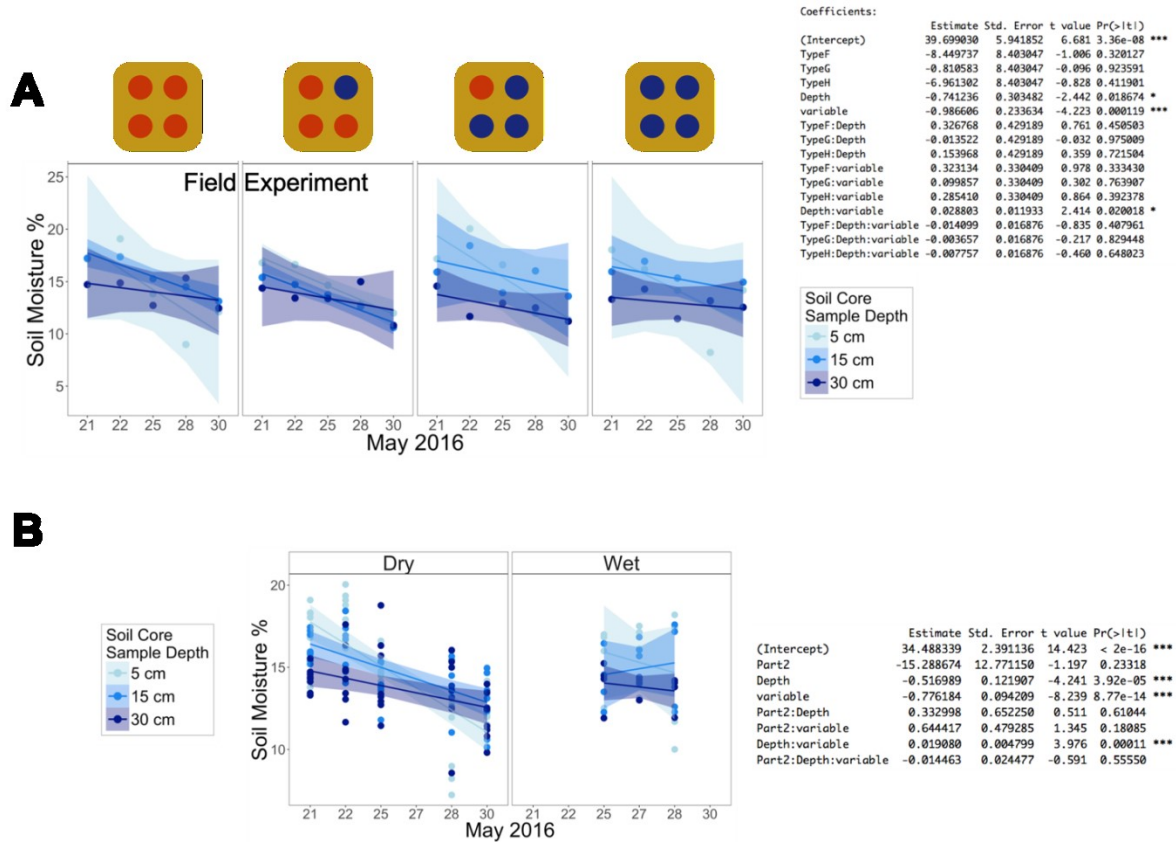 A
Field Experiment
Soil Moisture %
25
20
15
10
5
21 22 25 28 30 21 22 25 28 30 21 22 25 28 30 21 22 25 28 30
May 2016
Coefficients:
Estimate Std. Error t value Pr(>|t|)
(Intercept) 39.699030 5.941852 6.681 3.36e-08 ***
TypeF -8.449737 8.403047 -1.006 0.320127
TypeG -0.810583 8.403047 -0.096 0.923591
TypeH -6.961302 8.403047 -0.828 0.411901
Depth -0.741236 0.303482 -2.442 0.018674 *
variable -0.986606 0.233634 -4.223 0.000119 ***
TypeF:Depth 0.326768 0.429189 0.761 0.450503
TypeG:Depth -0.013522 0.429189 -0.032 0.975009
TypeH:Depth 0.153968 0.429189 0.359 0.721504
TypeF:variable 0.323134 0.330409 0.978 0.333430
TypeG:variable 0.099857 0.330409 0.302 0.763907
TypeH:variable 0.285410 0.330409 0.864 0.392378
Depth:variable 0.028803 0.011933 2.414 0.020018 *
TypeF:Depth:variable -0.014099 0.016876 -0.835 0.407961
TypeG:Depth:variable -0.003657 0.016876 -0.217 0.829448
TypeH:Depth:variable -0.007757 0.016876 -0.460 0.648023
Soil Core
Sample Depth
5 cm
15 cm
30 cm
B
Soil Core
Sample Depth
5 cm
15 cm
30 cm
Dry Wet
Soil Moisture %
20
15
10
21 22 25 27 28 30 21 22 25 27 28 30
May 2016
Estimate Std. Error t value Pr(>|t|)
(Intercept) 34.488339 2.391136 14.423 < 2e-16 ***
Part2 -15.288674 12.771150 -1.197 0.23318
Depth -0.516989 0.121907 -4.241 3.92e-05 ***
variable -0.776184 0.094209 -8.239 8.77e-14 ***
Part2:Depth 0.332998 0.652250 0.511 0.61044
Part2:variable 0.644417 0.479285 1.345 0.18085
Depth:variable 0.019080 0.004799 3.976 0.00011 ***
Part2:Depth:variable -0.014463 0.024477 -0.591 0.55550